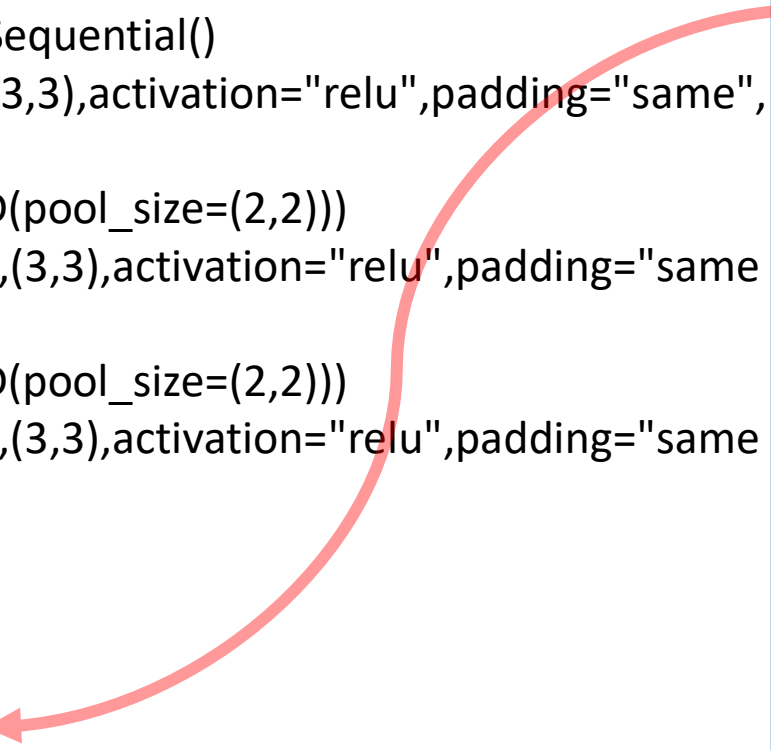 Sequential()
3,3),activation="relu",padding="same",
(pool_size=(2,2)))
,(3,3),activation="relu",padding="same
(pool_size=(2,2)))
,(3,3),activation="relu",padding="same